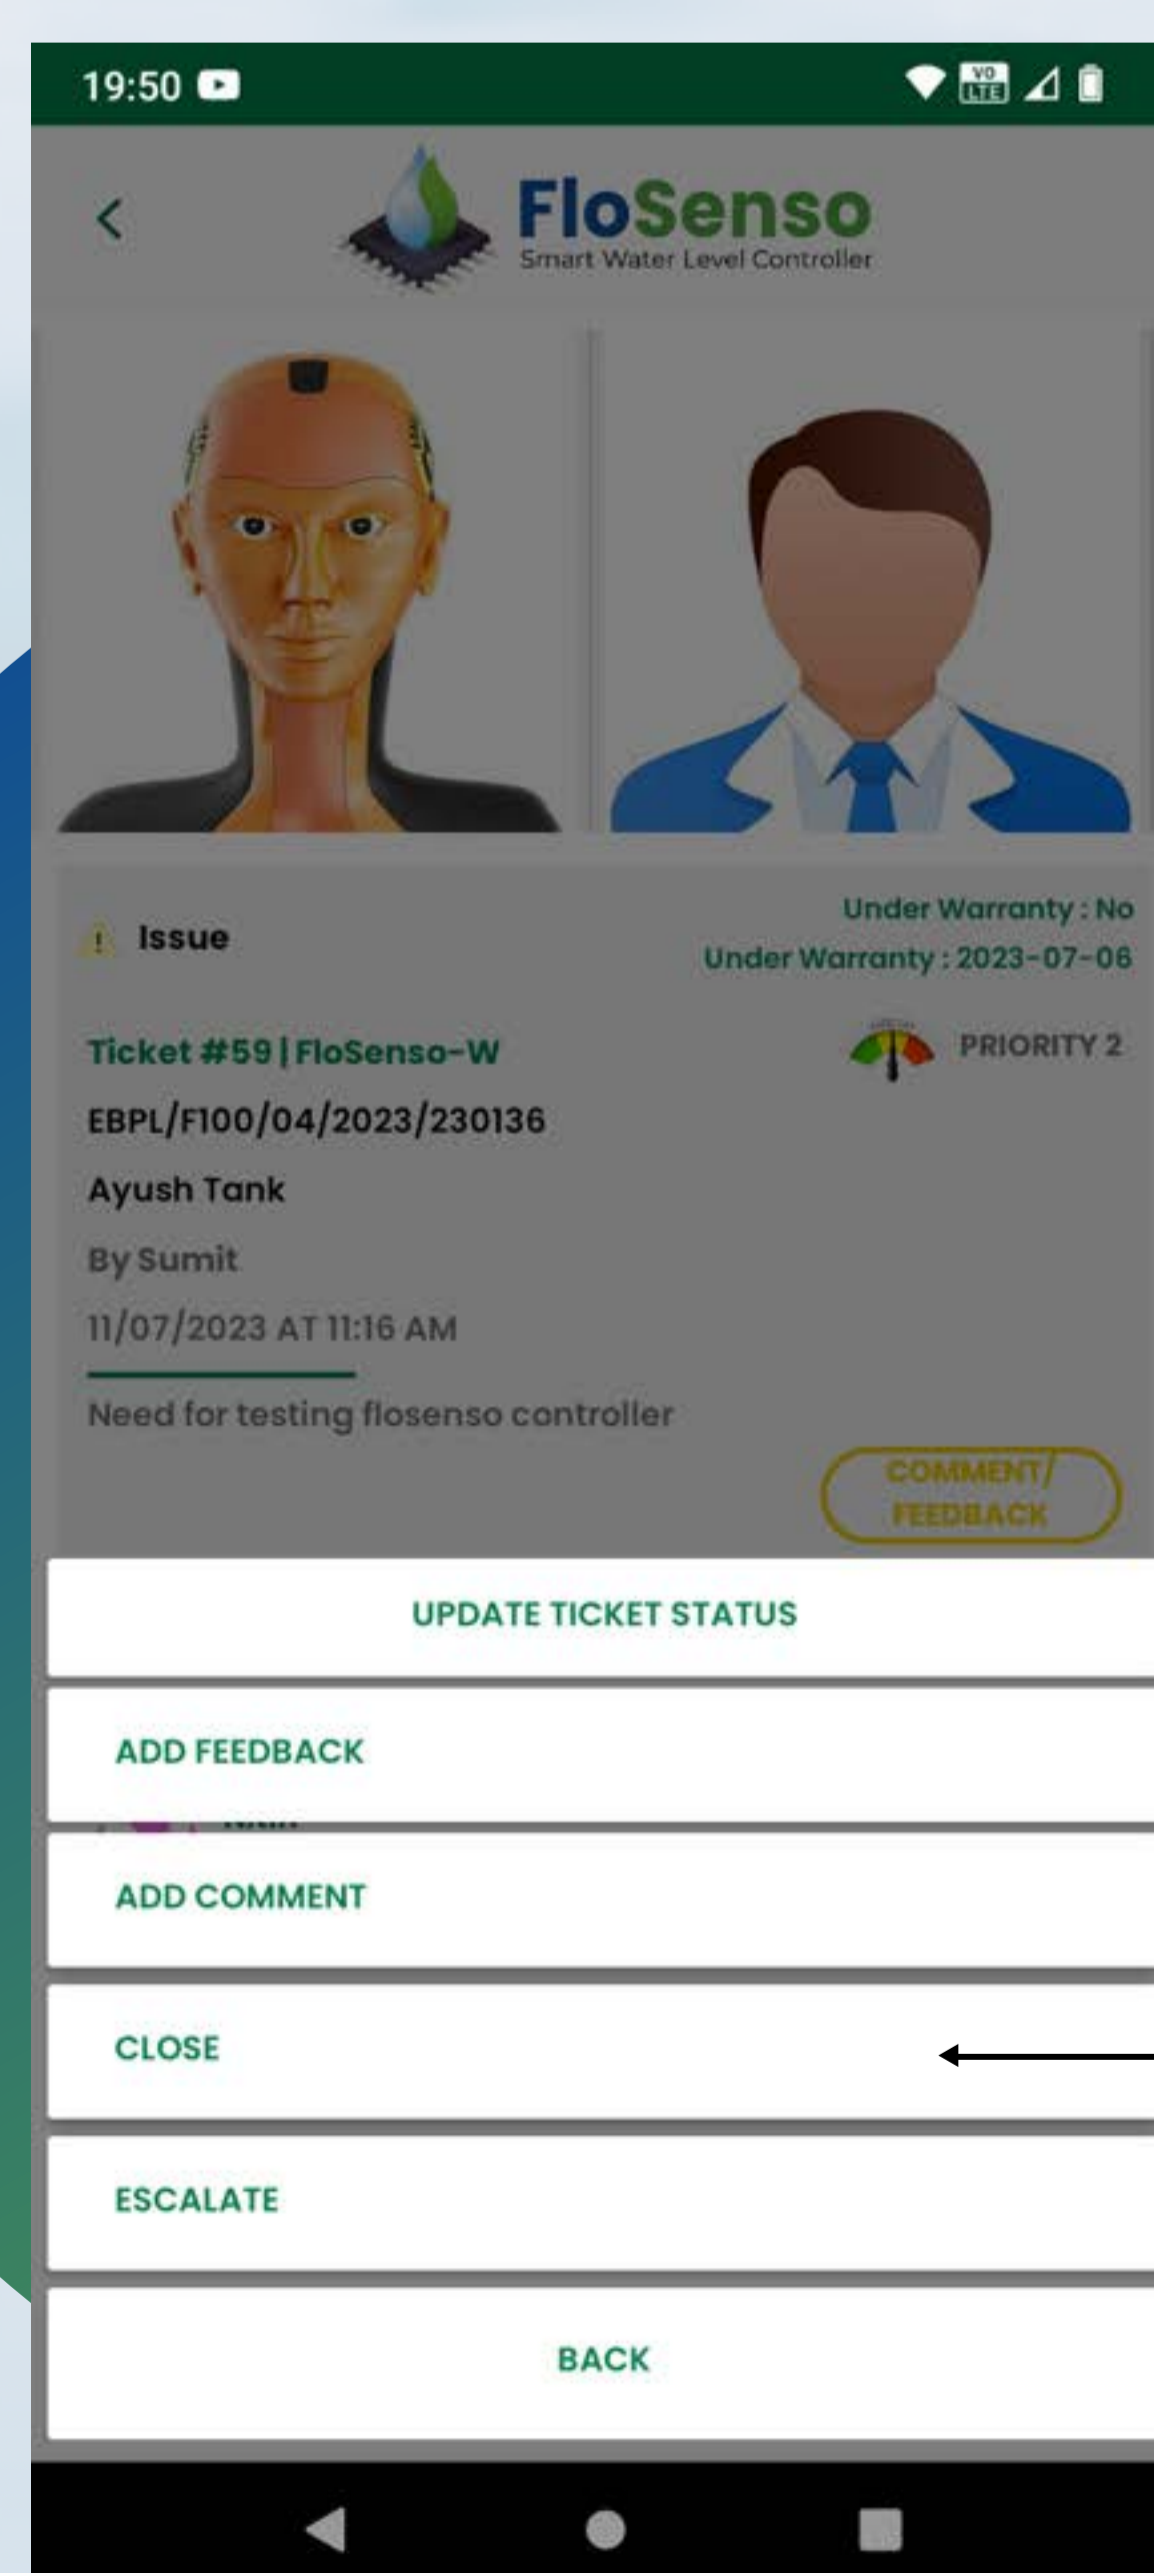 19:50
VO
LTE
FloSenso
Smart Water Level Controller
Under Warranty : No
Issue
Under Warranty : 2023-07-06
Ticket #59 | FloSenso-W
PRIORITY 2
EBPL/F100/04/2023/230136
Ayush Tank
By Sumit
11/07/2023 AT 11:16 AM
Need for testing flosenso controller
COMMENT/
FEEDBACK
UPDATE TICKET STATUS
ADD FEEDBACK
ADD COMMENT
CLOSE
ESCALATE
BACK